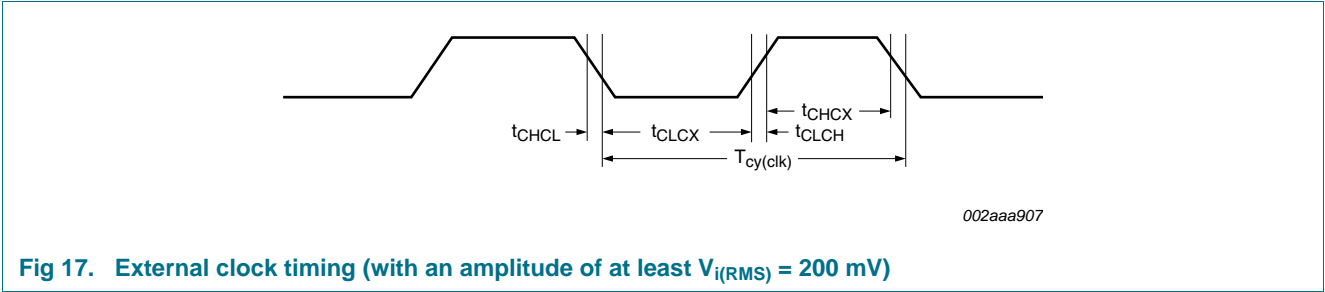 tCHCX
tCHCL tCLCX tCLCH
Tcy(clk)
002aaa907
Fig 17. External clock timing (with an amplitude of at least Vi(RMS) = 200 mV)